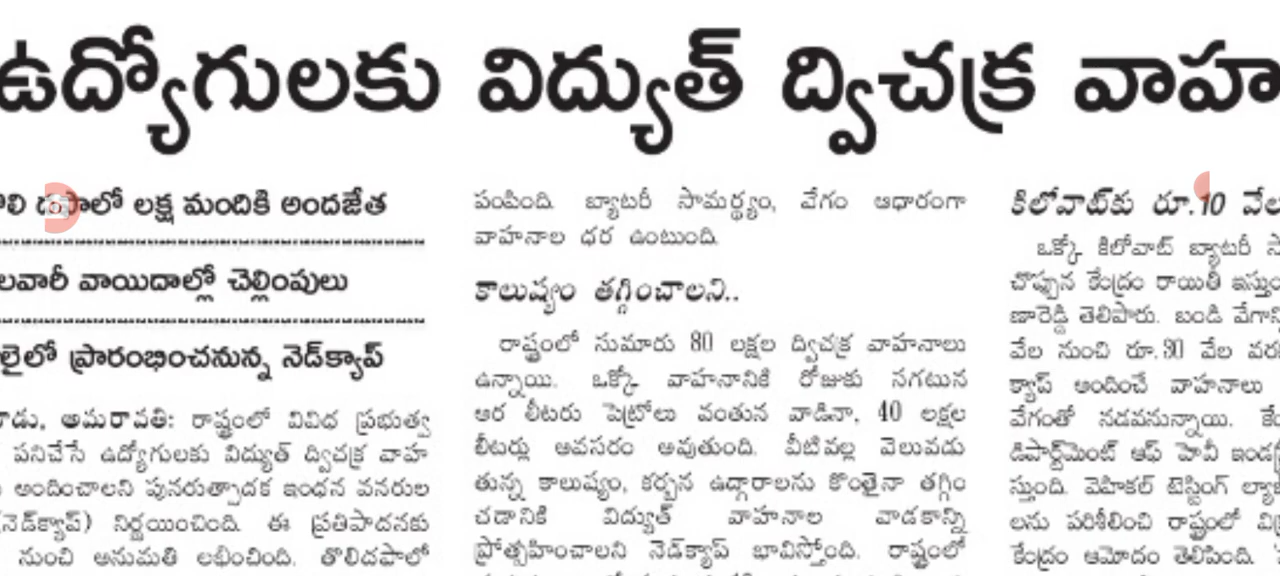 ఉద్యోగులకు విద్యుత్ ద్విచక్ర వాహ
లక్ష మందికి అందజేత
లవారీ వాయిదాల్లో చెల్లింపులు
లైలో ప్రారంభించనున్న నెడ్‌క్యాప్
డు, అమరావతి: రాష్ట్రంలో వివిధ ప్రభుత్వ
పనిచేసే ఉద్యోగులకు విద్యుత్ ద్విచక్ర వాహ
అందించాలని పునరుత్పాదక ఇంధన వనరుల
(నెడ్‌క్యాప్) నిర్ణయించింది. ఈ ప్రతిపాదనకు
నుంచి అనుమతి లభించింది. తొలిదఫాలో
పంపింది. బ్యాటరీ సామర్థ్యం, వేగం ఆధారంగా
వాహనాల ధర ఉంటుంది.
కాలుష్యం తగ్గించాలని..
రాష్ట్రంలో సుమారు 80 లక్షల ద్విచక్ర వాహనాలు
ఉన్నాయి. ఒక్కో వాహనానికి రోజుకు సగటున
అర లీటరు పెట్రోలు వంతున వాడినా, 40 లక్షల
లీటర్లు అవసరం అవుతుంది. వీటివల్ల వెలువడు
తున్న కాలుష్యం, కర్బన ఉద్గారాలను కొంతైనా తగ్గిం
చడానికి విద్యుత్ వాహనాల వాడకాన్ని
ప్రోత్సహించాలని నెడ్‌క్యాప్ భావిస్తోంది. రాష్ట్రంలో
కిలోవాట్‌కు రూ.10 వేల
ఒక్కో కిలోవాట్ బ్యాటరీ
చొప్పున కేంద్రం రాయితీ ఇస్తుం
ణారెడ్డి తెలిపారు. బండి వేగాని
వేల నుంచి రూ.90 వేల వర
క్యాప్ అందించే వాహనాలు
వేగంతో నడవనున్నాయి. కే
డిపార్ట్‌మెంట్ ఆఫ్ హెవీ ఇండస్ట్రీ
స్తుంది. వెహికల్ టెస్టింగ్ ల్యా
లను పరిశీలించి రాష్ట్రంలో వి
కేంద్రం ఆమోదం తెలిపింది.